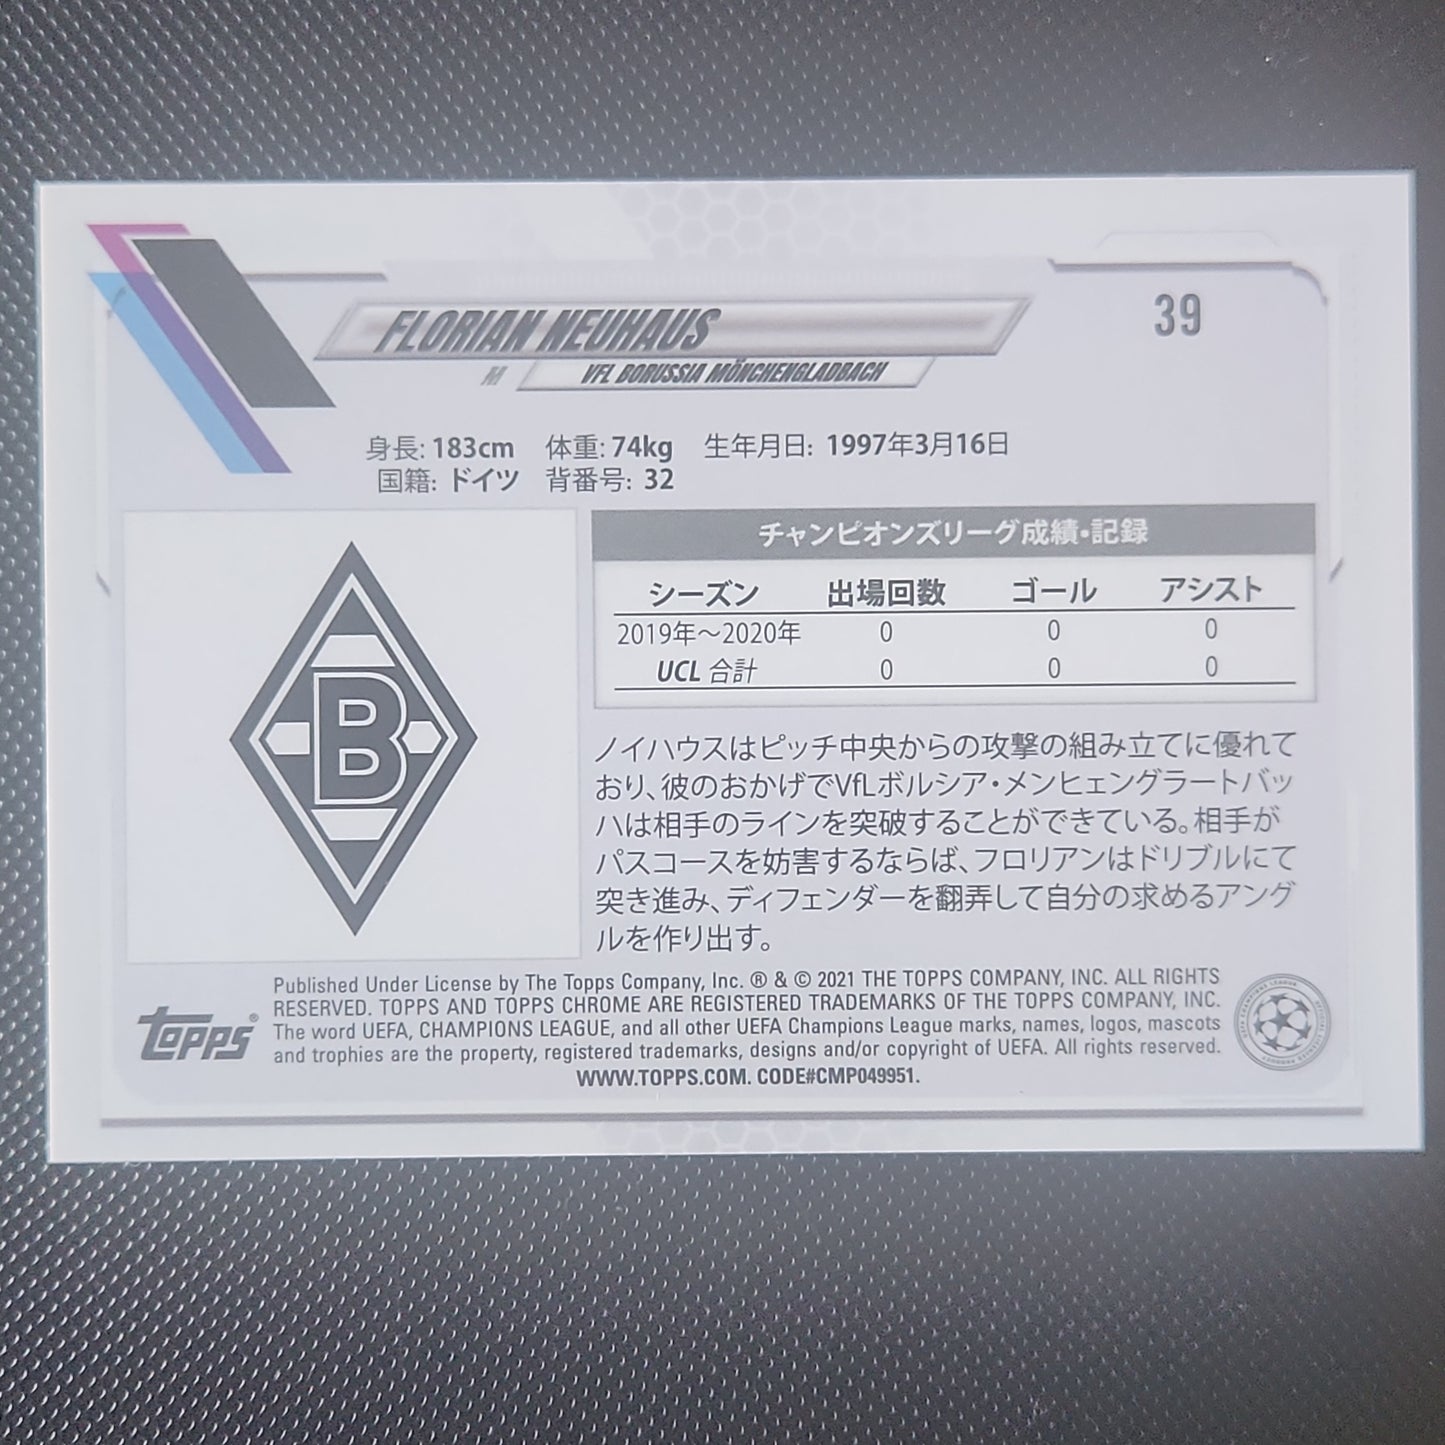 FLORIAN NEUHAUS
39
M VFL BORUSSIA MÖNCHENGLADBACH
身長: 183cm 体重: 74kg 生年月日: 1997年3月16日
国籍: ドイツ 背番号: 32
チャンピオンズリーグ成績・記録
シーズン 出場回数 ゴール アシスト
2019年～2020年 0 0 0
UCL 合計 0 0 0
B
ノイハウスはピッチ中央からの攻撃の組み立てに優れて
おり、彼のおかげでVfLボルシア・メンヒェングラートバッ
ハは相手のラインを突破することができている。相手が
パスコースを妨害するならば、フロリアンはドリブルにて
突き進み、ディフェンダーを翻弄して自分の求めるアング
ルを作り出す。
topps®
Published Under License by The Topps Company, Inc. ® & © 2021 THE TOPPS COMPANY, INC. ALL RIGHTS
RESERVED. TOPPS AND TOPPS CHROME ARE REGISTERED TRADEMARKS OF THE TOPPS COMPANY, INC.
The word UEFA, CHAMPIONS LEAGUE, and all other UEFA Champions League marks, names, logos, mascots
and trophies are the property, registered trademarks, designs and/or copyright of UEFA. All rights reserved.
WWW.TOPPS.COM. CODE#CMP049951.